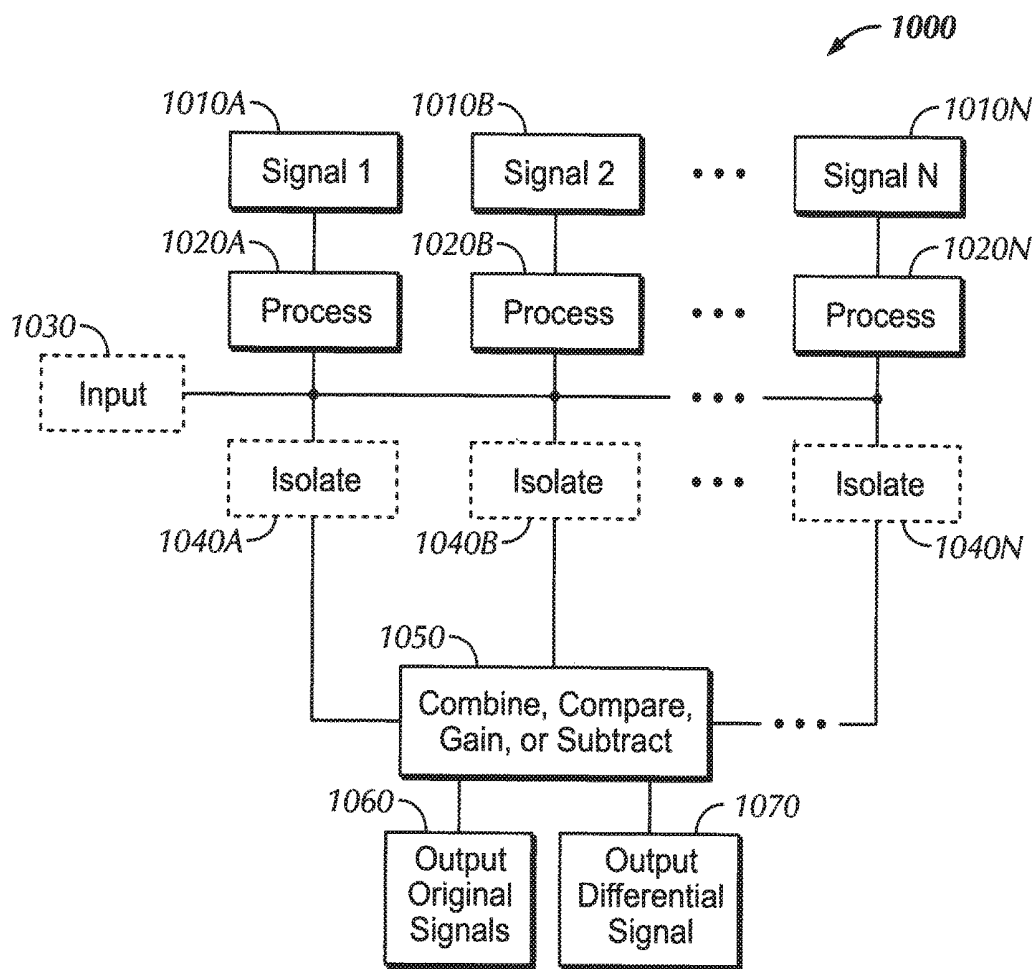 1000
1010A
1010B
1010N
Signal 1
Signal 2
Signal N
1020A
1020B
1020N
Process
Process
Process
1030
Input
Isolate
Isolate
Isolate
1040A
1040B
1040N
1050
Combine, Compare,
Gain, or Subtract
1060
1070
Output
Original
Signals
Output
Differential
Signal